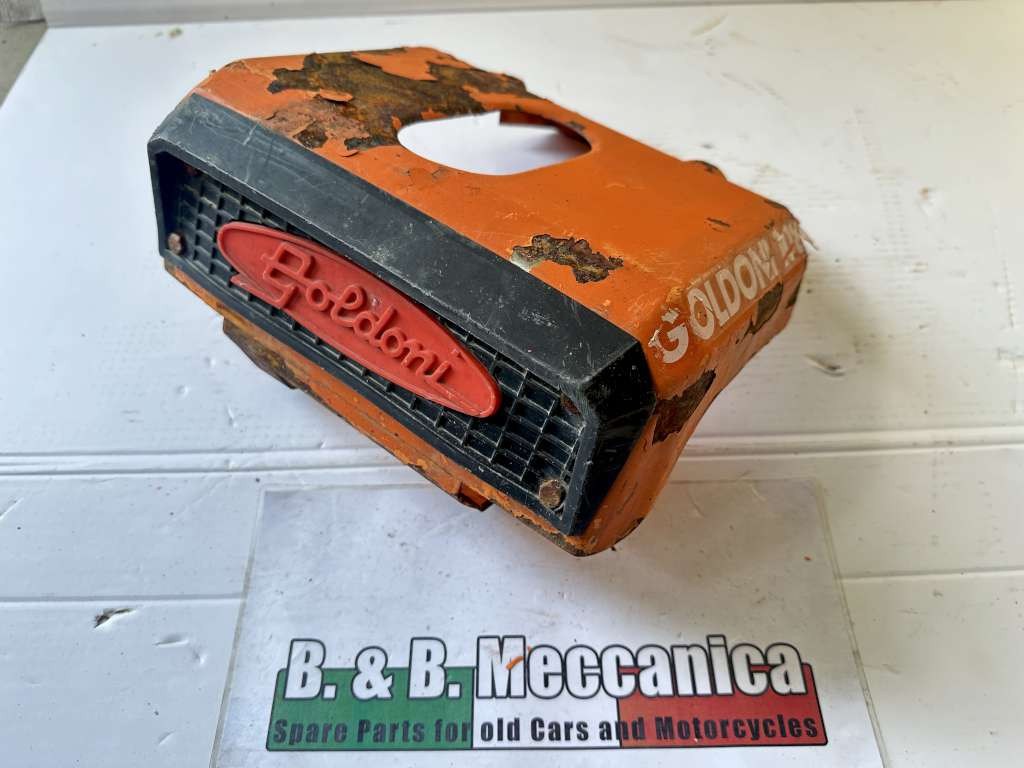 Goldoni
GOLDONI
B. & B. Meccanica
Spare Parts for old Cars and Motorcycles